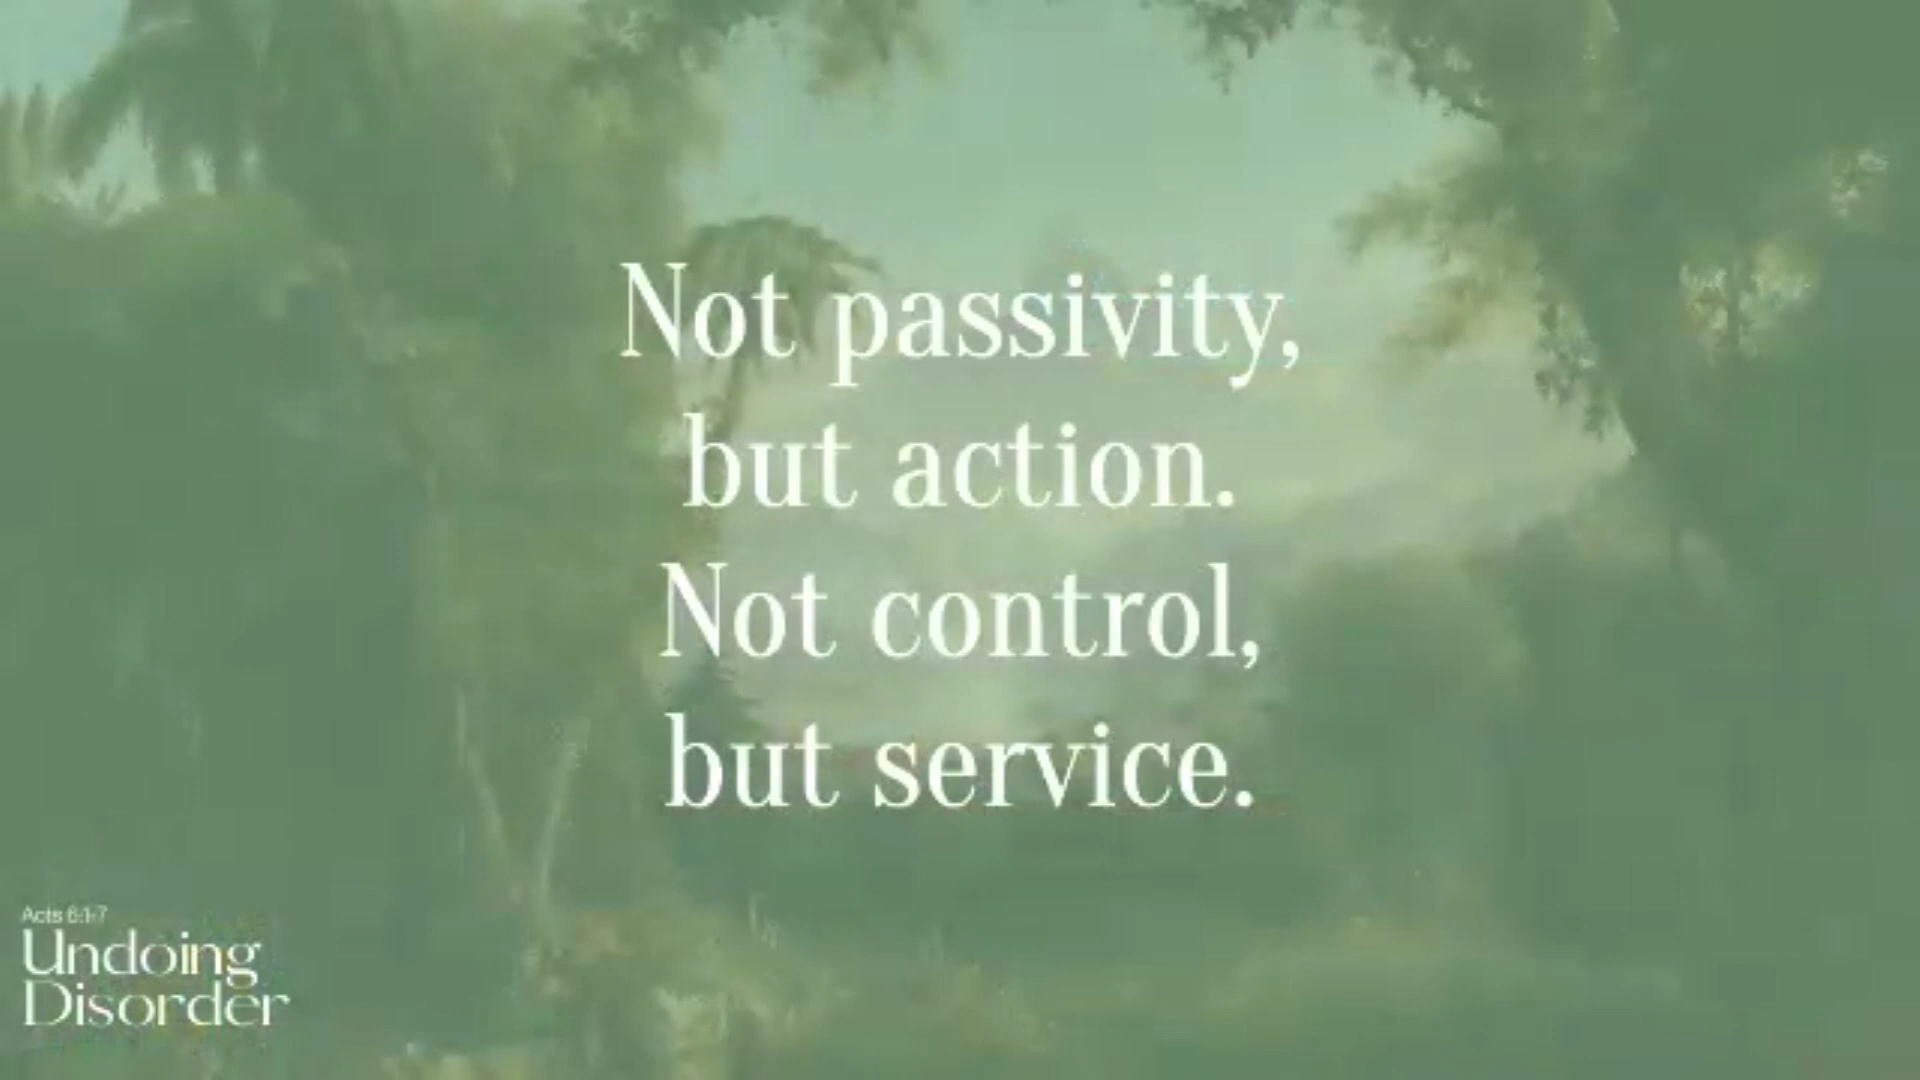 Not passivity,
but action.
Not control,
but service.
Acts 6:1-7
Undoing
Disorder